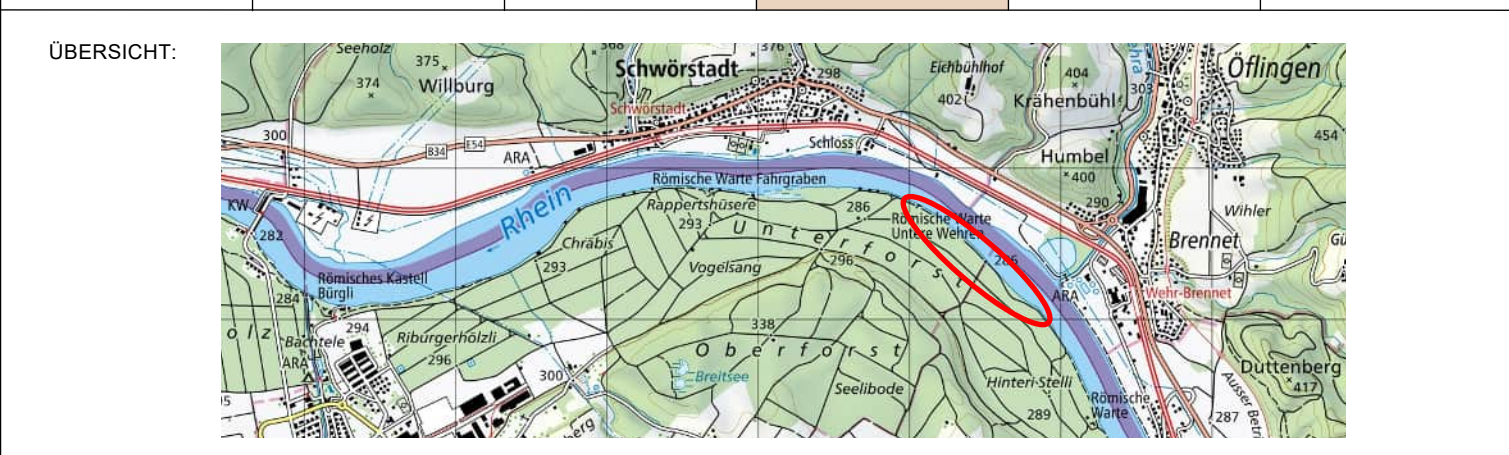 ÜBERSICHT:
Seeholz
368
376
375
374
Willburg
Schwörstadt
298
Eichbühlhof
404
402
Krähenbühl
303
Öflingen
Schwörstadt
300
B34
E54
ARA
Schloss
Humbel
454
400
Römische Warte Fahrgraben
KW
Rhein
Rappertshüsere
293
286
Römische Warte
Untere Wehren
290
Wihler
282
Chräbis
Unterforst
296
286
Brennet
293
Vogelsang
Römisches Kastell
Bürgli
284
ARA
Wehr-Brennet
294
338
Bachtele
Riburgerhölzli
296
Oberforst
ARA
300
Breitsee
Seelibode
Hinteri-Stelli
Duttenberg
417
289
Römische
Warte
287